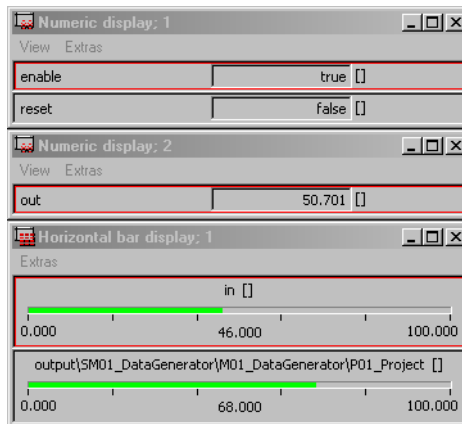 Numeric display; 1
View Extras
enable true []
reset false []
Numeric display; 2
View Extras
out 50.701 []
Horizontal bar display; 1
Extras
in []
0.000 46.000 100.000
output\SM01_DataGenerator\M01_DataGenerator\P01_Project []
0.000 68.000 100.000